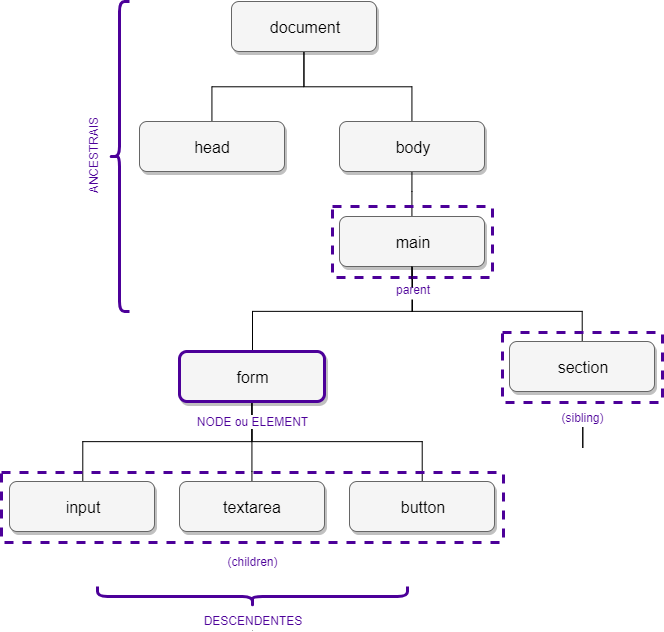 document
ANCESTRAIS
head
body
main
parent
form
section
NODE ou ELEMENT
(sibling)
input
textarea
button
(children)
DESCENDENTES